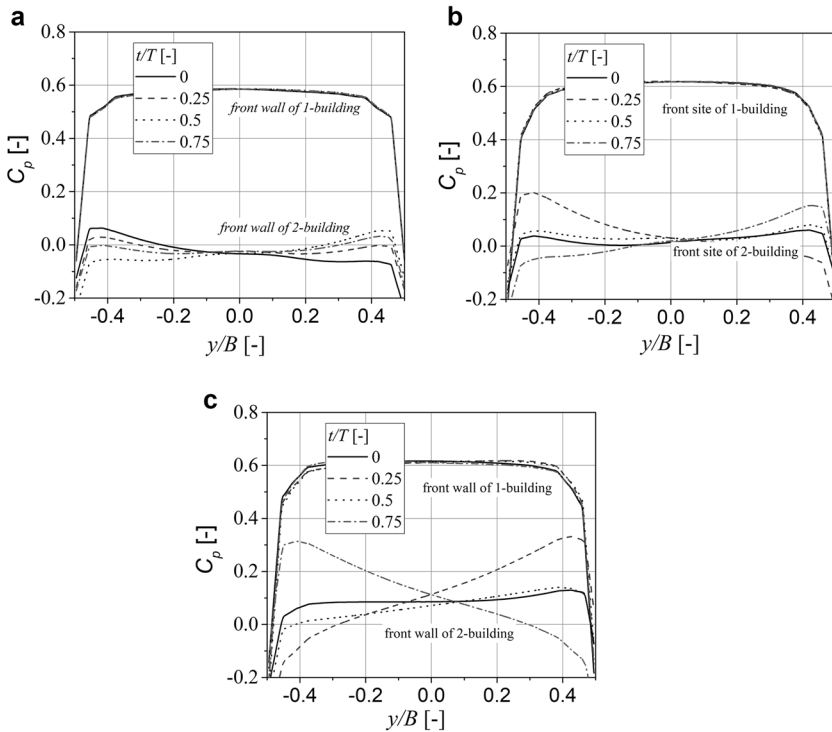 a
0.8
0.6
0.4
0.2
0.0
-0.2
C_p [-]
t/T [-]
0
0.25
0.5
0.75
front wall of 1-building
front wall of 2-building
-0.4 -0.2 0.0 0.2 0.4
y/B [-]
b
0.8
0.6
0.4
0.2
0.0
-0.2
C_p [-]
t/T [-]
0
0.25
0.5
0.75
front site of 1-building
front site of 2-building
-0.4 -0.2 0.0 0.2 0.4
y/B [-]
c
0.8
0.6
0.4
0.2
0.0
-0.2
C_p [-]
t/T [-]
0
0.25
0.5
0.75
front wall of 1-building
front wall of 2-building
-0.4 -0.2 0.0 0.2 0.4
y/B [-]